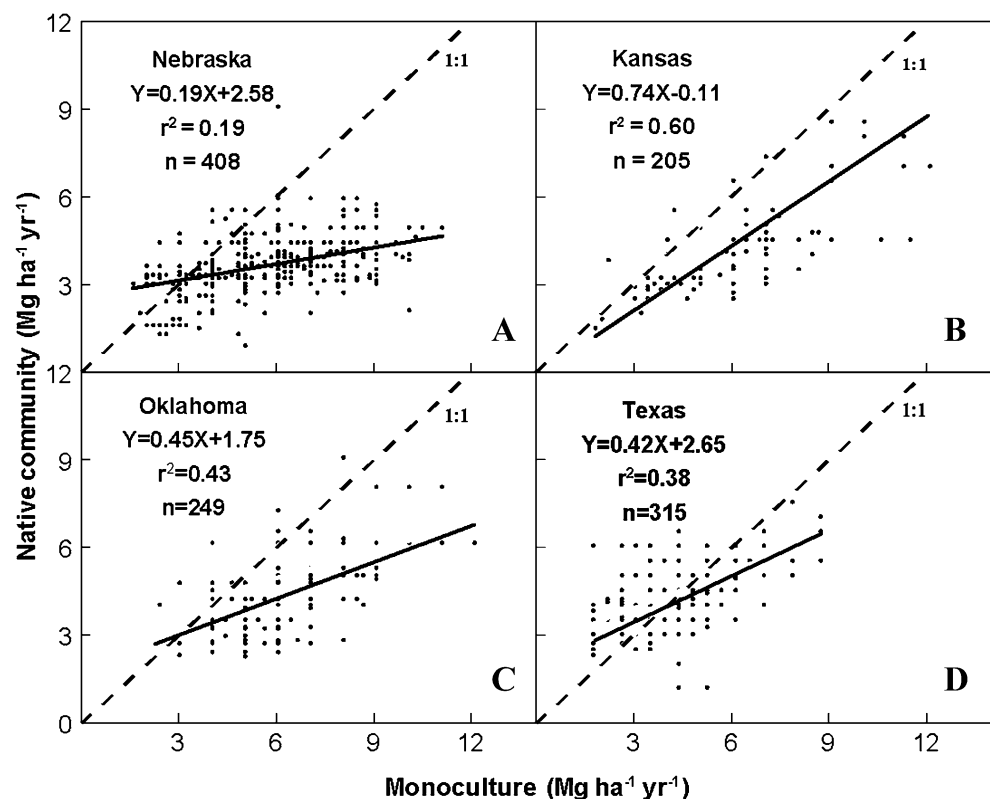 Native community (Mg ha⁻¹ yr⁻¹)
12
9
6
3
Nebraska
Y=0.19X+2.58
r² = 0.19
n = 408
1:1
A
Kansas
Y=0.74X-0.11
r² = 0.60
n = 205
1:1
B
12
9
6
3
0
Oklahoma
Y=0.45X+1.75
r²=0.43
n=249
1:1
C
Texas
Y=0.42X+2.65
r²=0.38
n=315
1:1
D
3 6 9 12 3 6 9 12
Monoculture (Mg ha⁻¹ yr⁻¹)